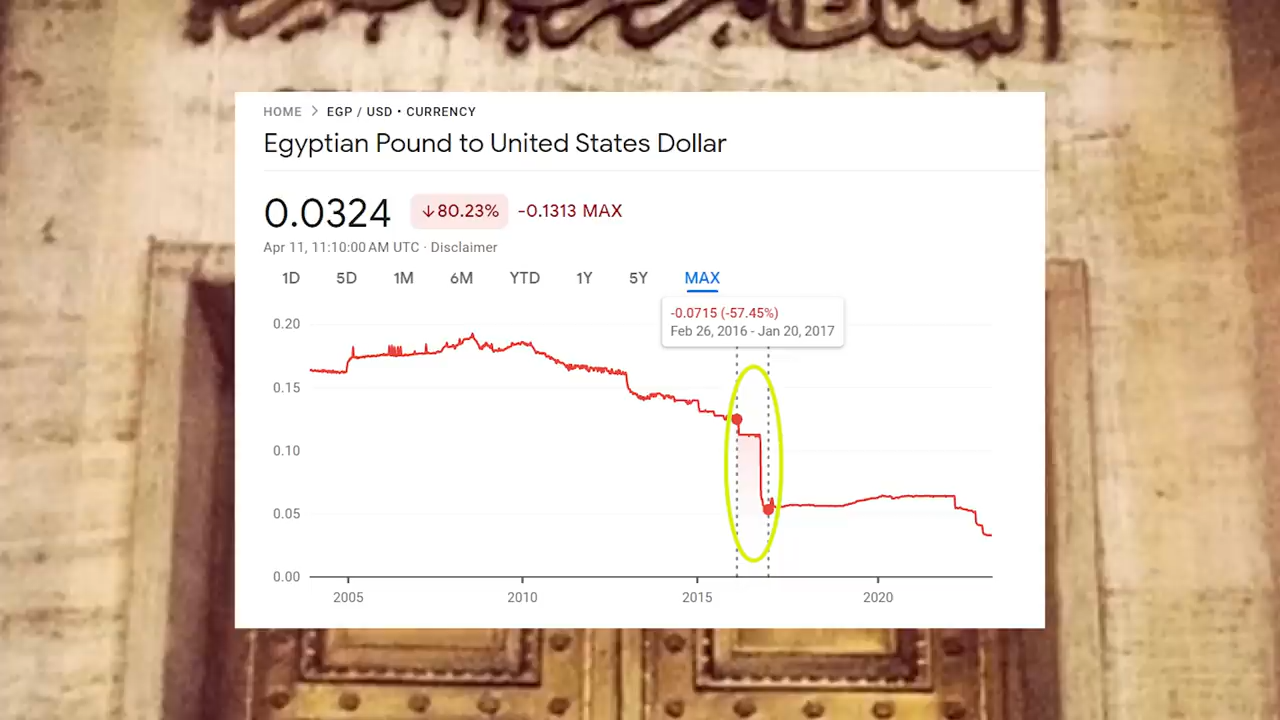 البنك
HOME > EGP / USD • CURRENCY
Egyptian Pound to United States Dollar
0.0324 ↓80.23% -0.1313 MAX
Apr 11, 11:10:00 AM UTC · Disclaimer
1D 5D 1M 6M YTD 1Y 5Y MAX
-0.0715 (-57.45%)
Feb 26, 2016 - Jan 20, 2017
0.20
0.15
0.10
0.05
0.00
2005 2010 2015 2020